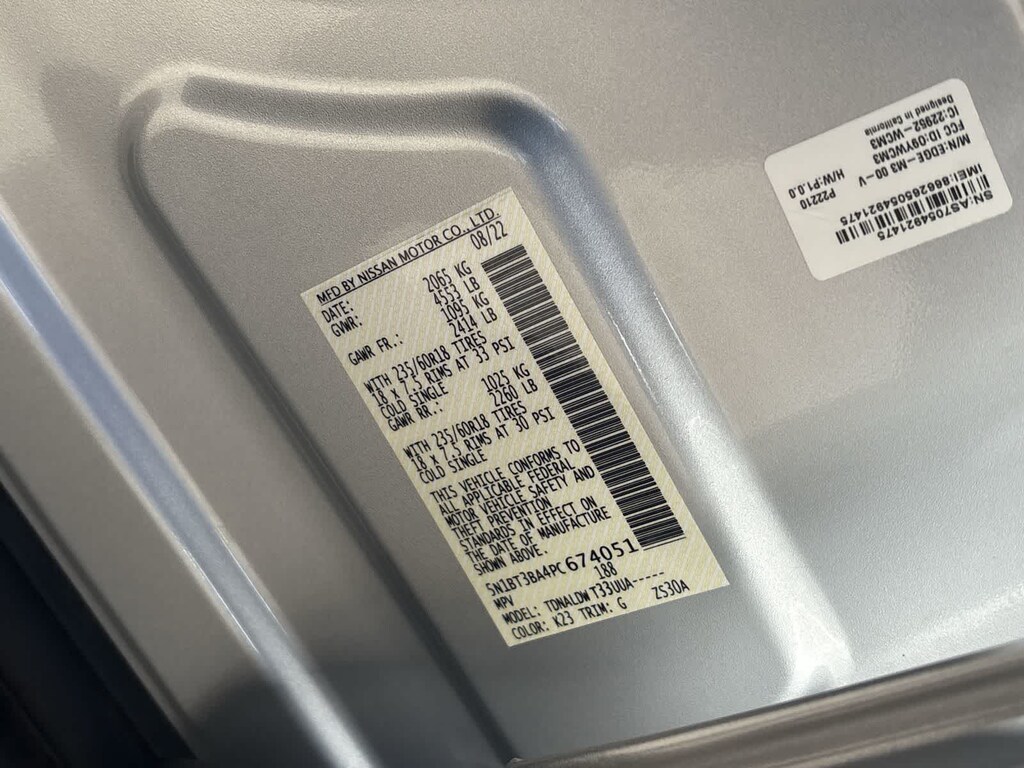 MFD BY NISSAN MOTOR CO., LTD.
DATE: 08/22
GVWR: 2065 KG
4553 LB
GAWR FR.: 1095 KG
2414 LB
WITH 235/60R18 TIRES
18 X 7.5 RIMS AT 33 PSI
COLD SINGLE
GAWR RR.: 1025 KG
2260 LB
WITH 235/60R18 TIRES
18 X 7.5 RIMS AT 30 PSI
COLD SINGLE
THIS VEHICLE CONFORMS TO
ALL APPLICABLE FEDERAL
MOTOR VEHICLE SAFETY AND
THEFT PREVENTION
STANDARDS IN EFFECT ON
THE DATE OF MANUFACTURE
SHOWN ABOVE.
5N1BT3BA4PC674051
MPV 188
MODEL: TDNALDW T33UUA-----
COLOR: K23 TRIM: G ZS30A
SN:AS7054921475
IMEI:866265054921475
M/N:EDGE-M3 00-V P22210
FCC ID:O9YWCM3 H/W:P1.0.0
IC:22952-WCM3
Designed in California